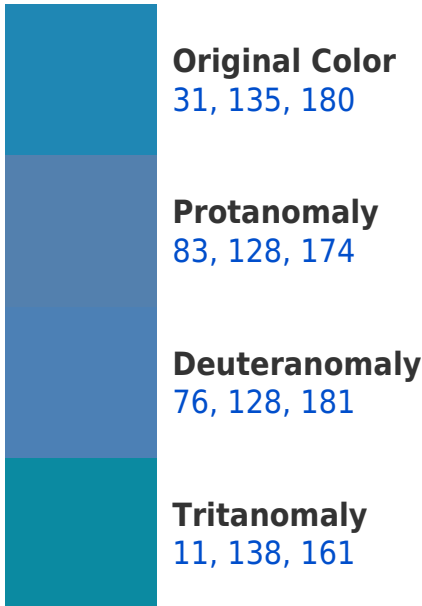 Original Color
31, 135, 180
Protanomaly
83, 128, 174
Deuteranomaly
76, 128, 181
Tritanomaly
11, 138, 161